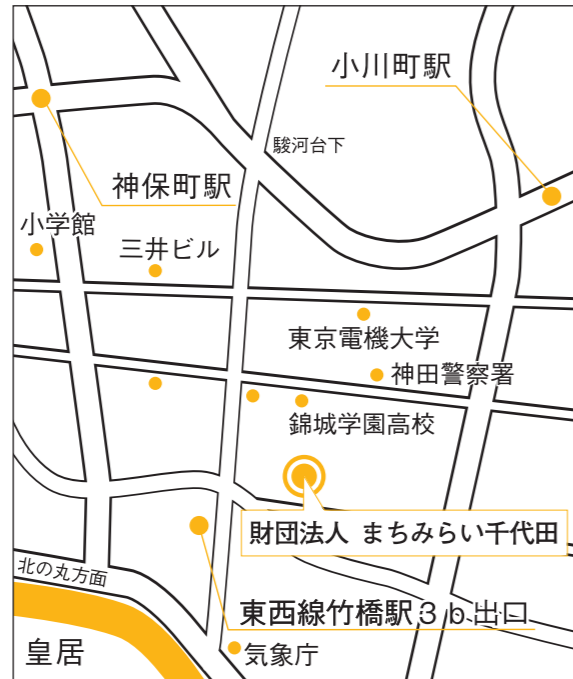 小川町駅
駿河台下
神保町駅
小学館
三井ビル
東京電機大学
神田警察署
錦城学園高校
財団法人 まちみらい千代田
北の丸方面
東西線竹橋駅3b出口
皇居
気象庁